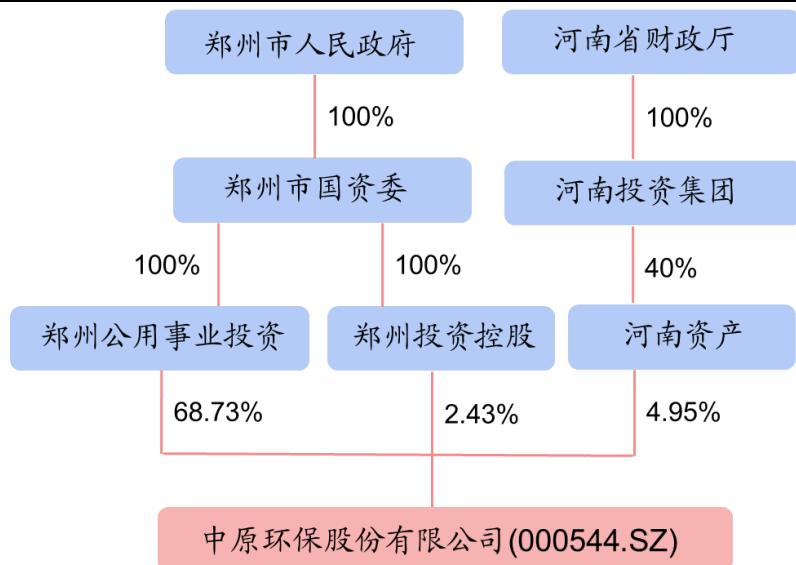 郑州市人民政府
河南省财政厅
100%
100%
郑州市国资委
河南投资集团
100%
100%
40%
郑州公用事业投资
郑州投资控股
河南资产
68.73%
2.43%
4.95%
中原环保股份有限公司(000544.SZ)